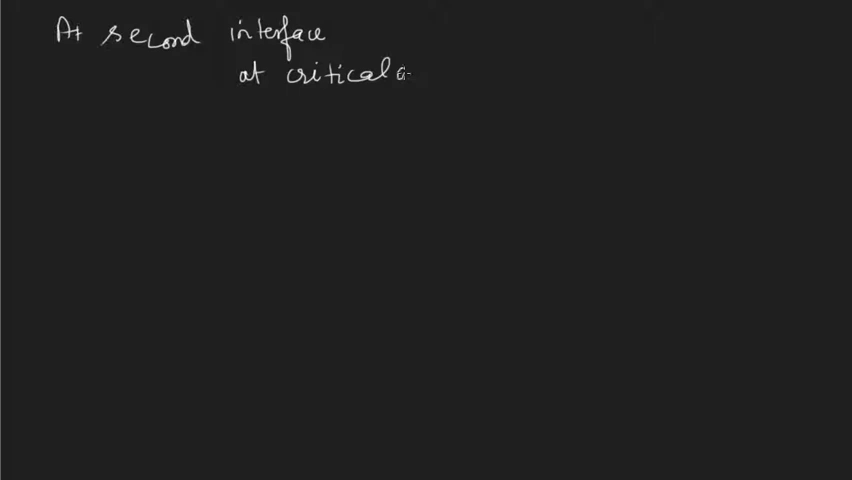 At second interface
at critical a